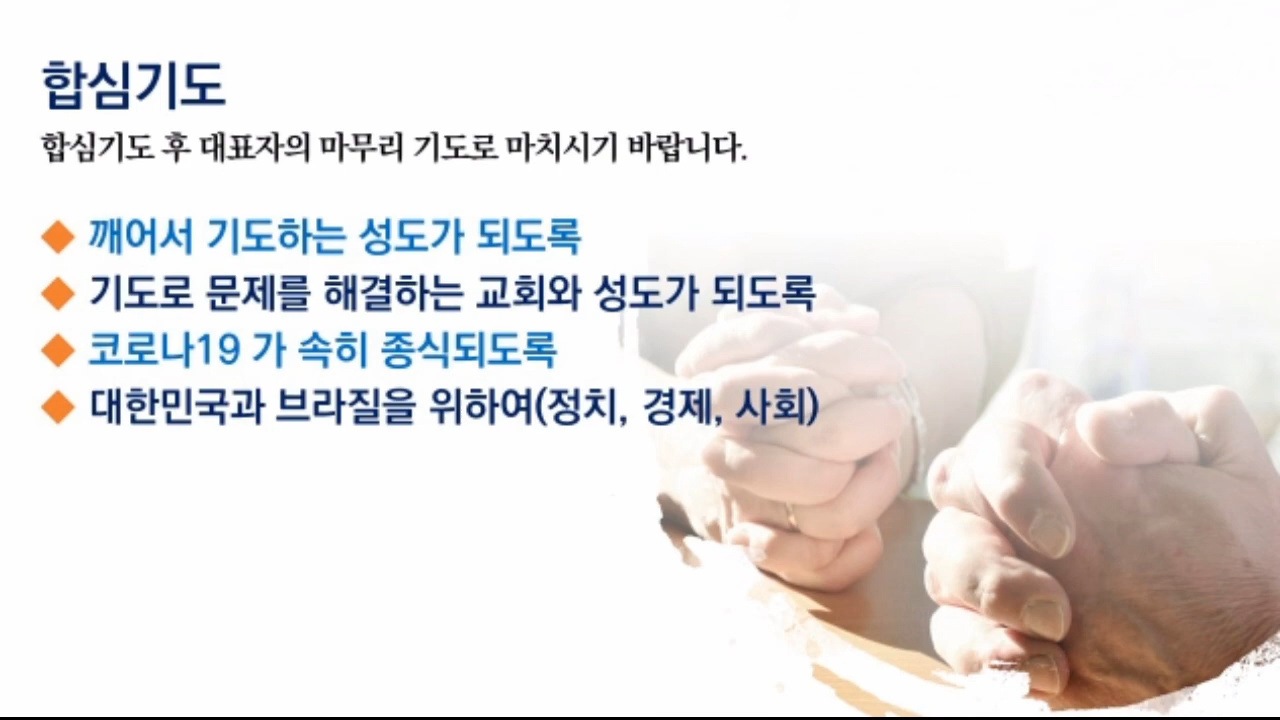 합심기도
합심기도 후 대표자의 마무리 기도로 마치시기 바랍니다.
◆ 깨어서 기도하는 성도가 되도록
◆ 기도로 문제를 해결하는 교회와 성도가 되도록
◆ 코로나19 가 속히 종식되도록
◆ 대한민국과 브라질을 위하여(정치, 경제, 사회)